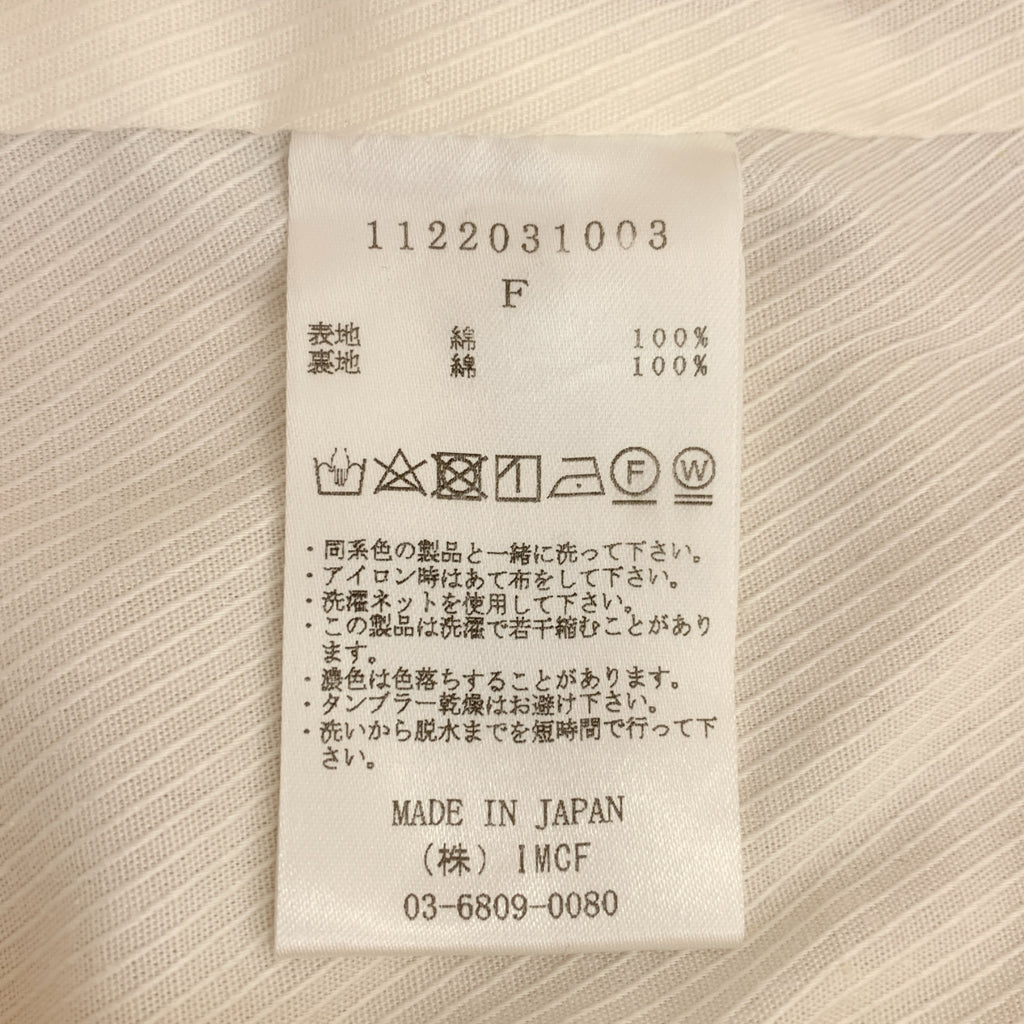 1122031003
F
表地 綿 100%
裏地 綿 100%
F W
・同系色の製品と一緒に洗って下さい。
・アイロン時はあて布をして下さい。
・洗濯ネットを使用して下さい。
・この製品は洗濯で若干縮むことがあり
ます。
・濃色は色落ちすることがあります。
・タンブラー乾燥はお避け下さい。
・洗いから脱水までを短時間で行って下
さい。
MADE IN JAPAN
（株）IMCF
03-6809-0080